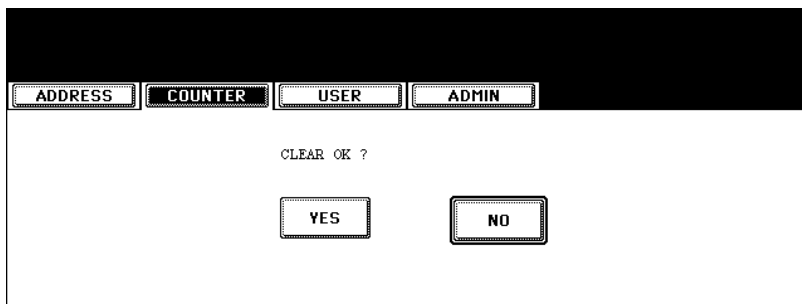 ADDRESS COUNTER USER ADMIN
CLEAR OK ?
YES NO